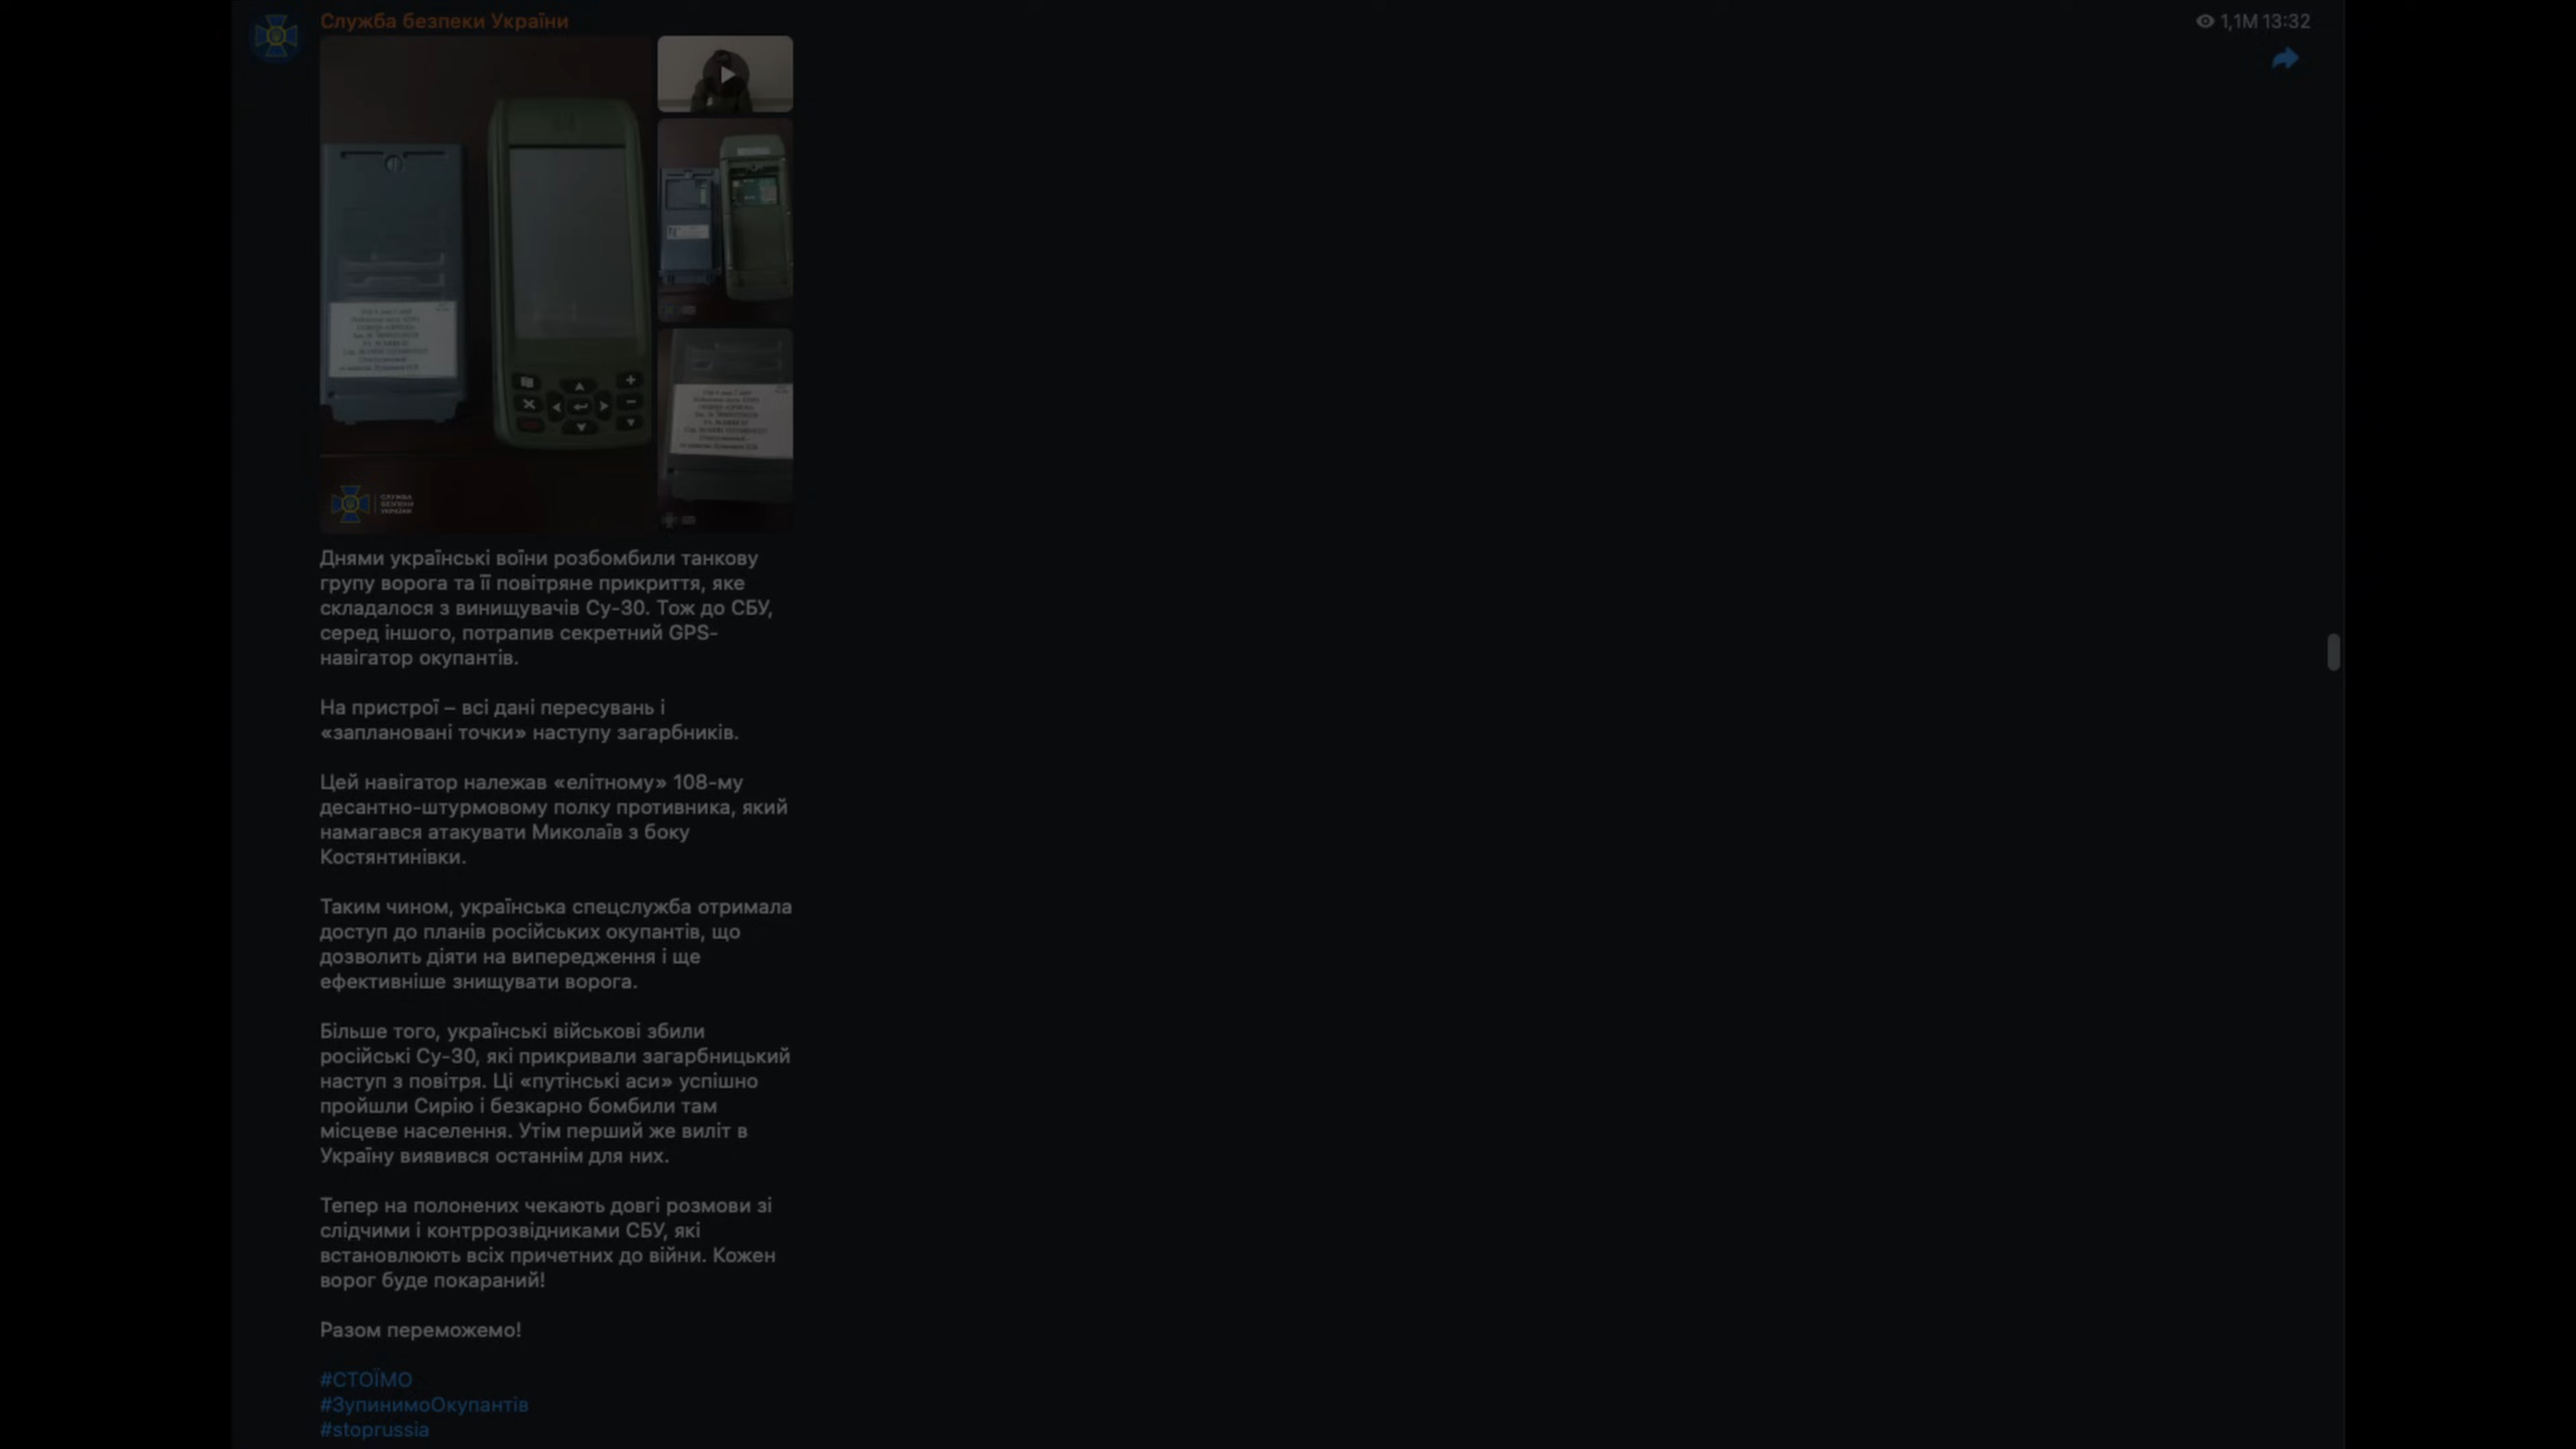 Служба безпеки України
1,1M 13:32
СЛУЖБА
БЕЗПЕКИ
УКРАЇНИ
Днями українські воїни розбомбили танкову
групу ворога та її повітряне прикриття, яке
складалося з винищувачів Су-30. Тож до СБУ,
серед іншого, потрапив секретний GPS-
навігатор окупантів.
На пристрої – всі дані пересувань і
«заплановані точки» наступу загарбників.
Цей навігатор належав «елітному» 108-му
десантно-штурмовому полку противника, який
намагався атакувати Миколаїв з боку
Костянтинівки.
Таким чином, українська спецслужба отримала
доступ до планів російських окупантів, що
дозволить діяти на випередження і ще
ефективніше знищувати ворога.
Більше того, українські військові збили
російські Су-30, які прикривали загарбницький
наступ з повітря. Ці «путінські аси» успішно
пройшли Сирію і безкарно бомбили там
місцеве населення. Утім перший же виліт в
Україну виявився останнім для них.
Тепер на полонених чекають довгі розмови зі
слідчими і контррозвідниками СБУ, які
встановлюють всіх причетних до війни. Кожен
ворог буде покараний!
Разом переможемо!
#СТОЇМО
#ЗупинимоОкупантів
#stoprussia